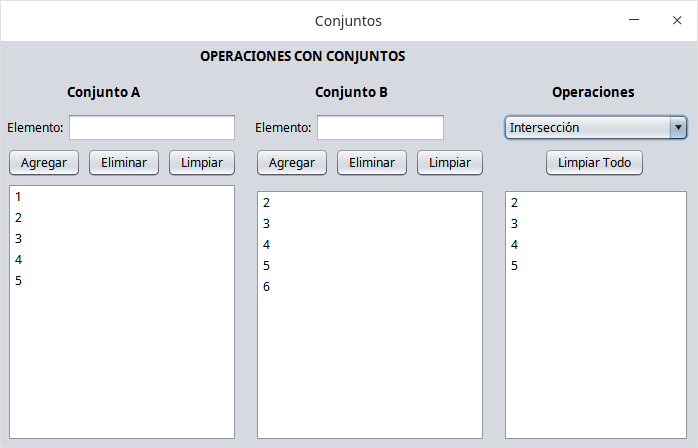 Conjuntos
OPERACIONES CON CONJUNTOS
Conjunto A
Conjunto B
Operaciones
Elemento:
Elemento:
Intersección
Agregar Eliminar Limpiar
Agregar Eliminar Limpiar
Limpiar Todo
1
2
3
4
5
2
3
4
5
6
2
3
4
5